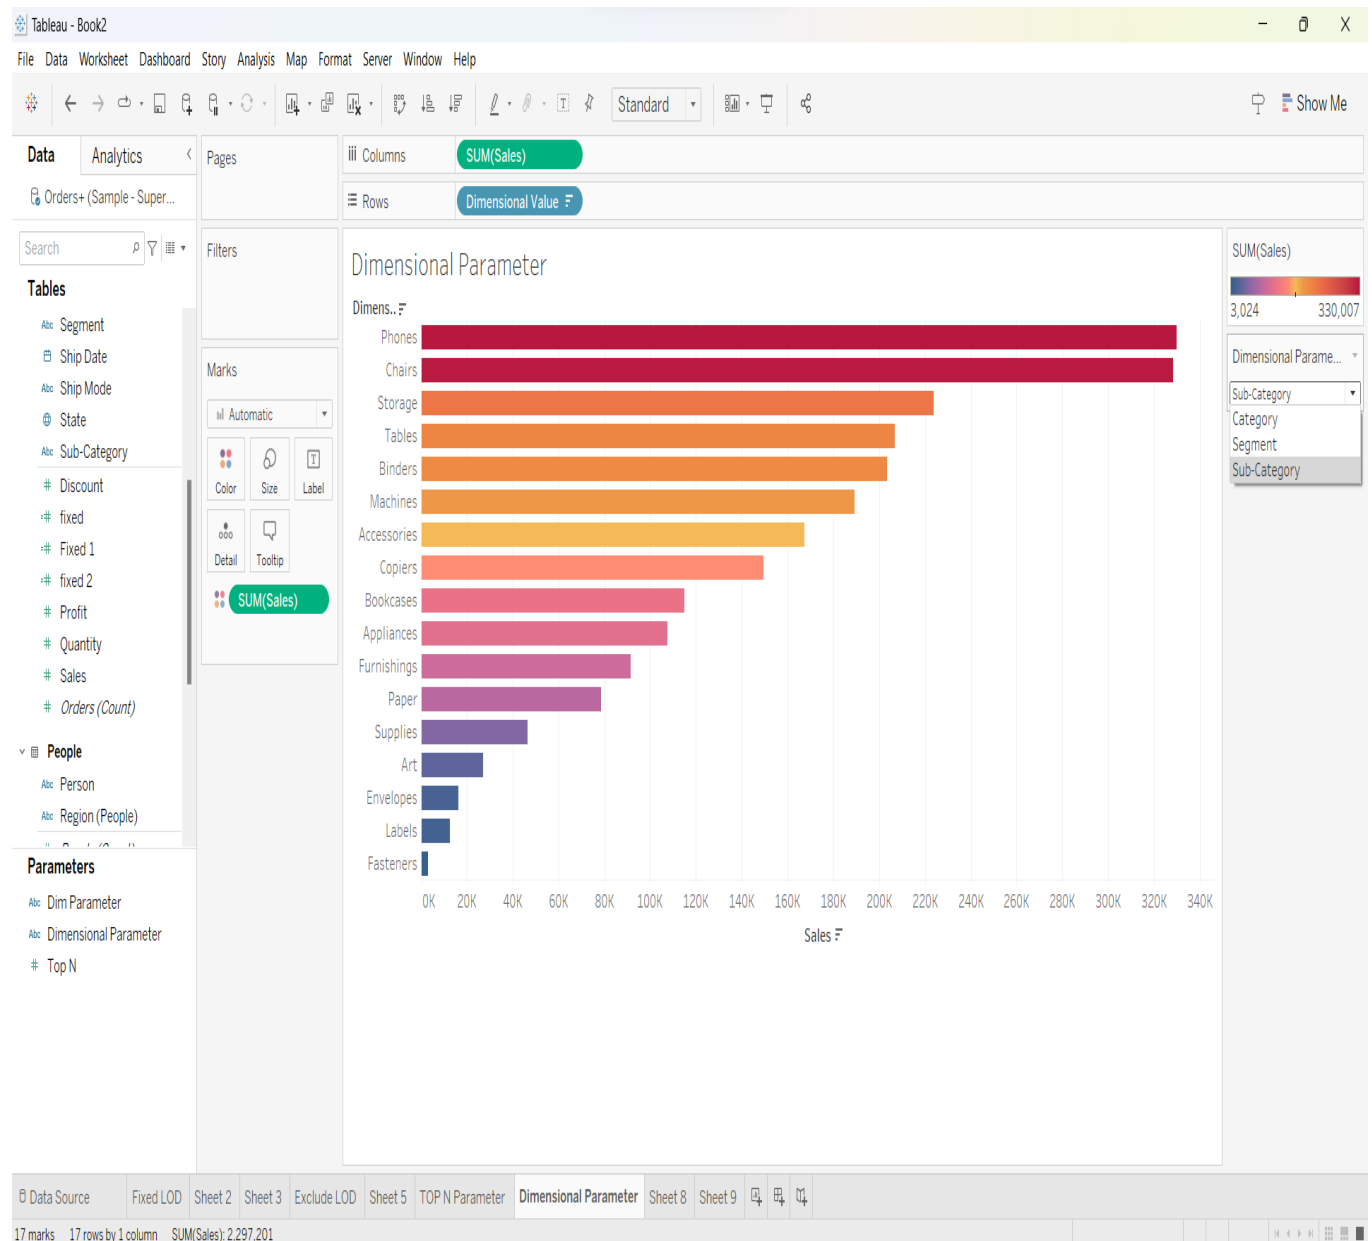 Tableau - Book2
File Data Worksheet Dashboard Story Analysis Map Format Server Window Help
Standard
Show Me
Data Analytics
Orders+ (Sample - Super...
Search
Tables
Abc Segment
Ship Date
Abc Ship Mode
State
Abc Sub-Category
# Discount
=# fixed
=# Fixed 1
=# fixed 2
# Profit
# Quantity
# Sales
# Orders (Count)
People
Abc Person
Abc Region (People)
Parameters
Abc Dim Parameter
Abc Dimensional Parameter
# Top N
Pages
Filters
Marks
Automatic
Color Size Label
Detail Tooltip
SUM(Sales)
Columns SUM(Sales)
Rows Dimensional Value
Dimensional Parameter
Dimens..
Phones
Chairs
Storage
Tables
Binders
Machines
Accessories
Copiers
Bookcases
Appliances
Furnishings
Paper
Supplies
Art
Envelopes
Labels
Fasteners
0K 20K 40K 60K 80K 100K 120K 140K 160K 180K 200K 220K 240K 260K 280K 300K 320K 340K
Sales
SUM(Sales)
3,024 330,007
Dimensional Parame...
Sub-Category
Category
Segment
Sub-Category
Data Source Fixed LOD Sheet 2 Sheet 3 Exclude LOD Sheet 5 TOP N Parameter Dimensional Parameter Sheet 8 Sheet 9
17 marks 17 rows by 1 column SUM(Sales): 2,297,201